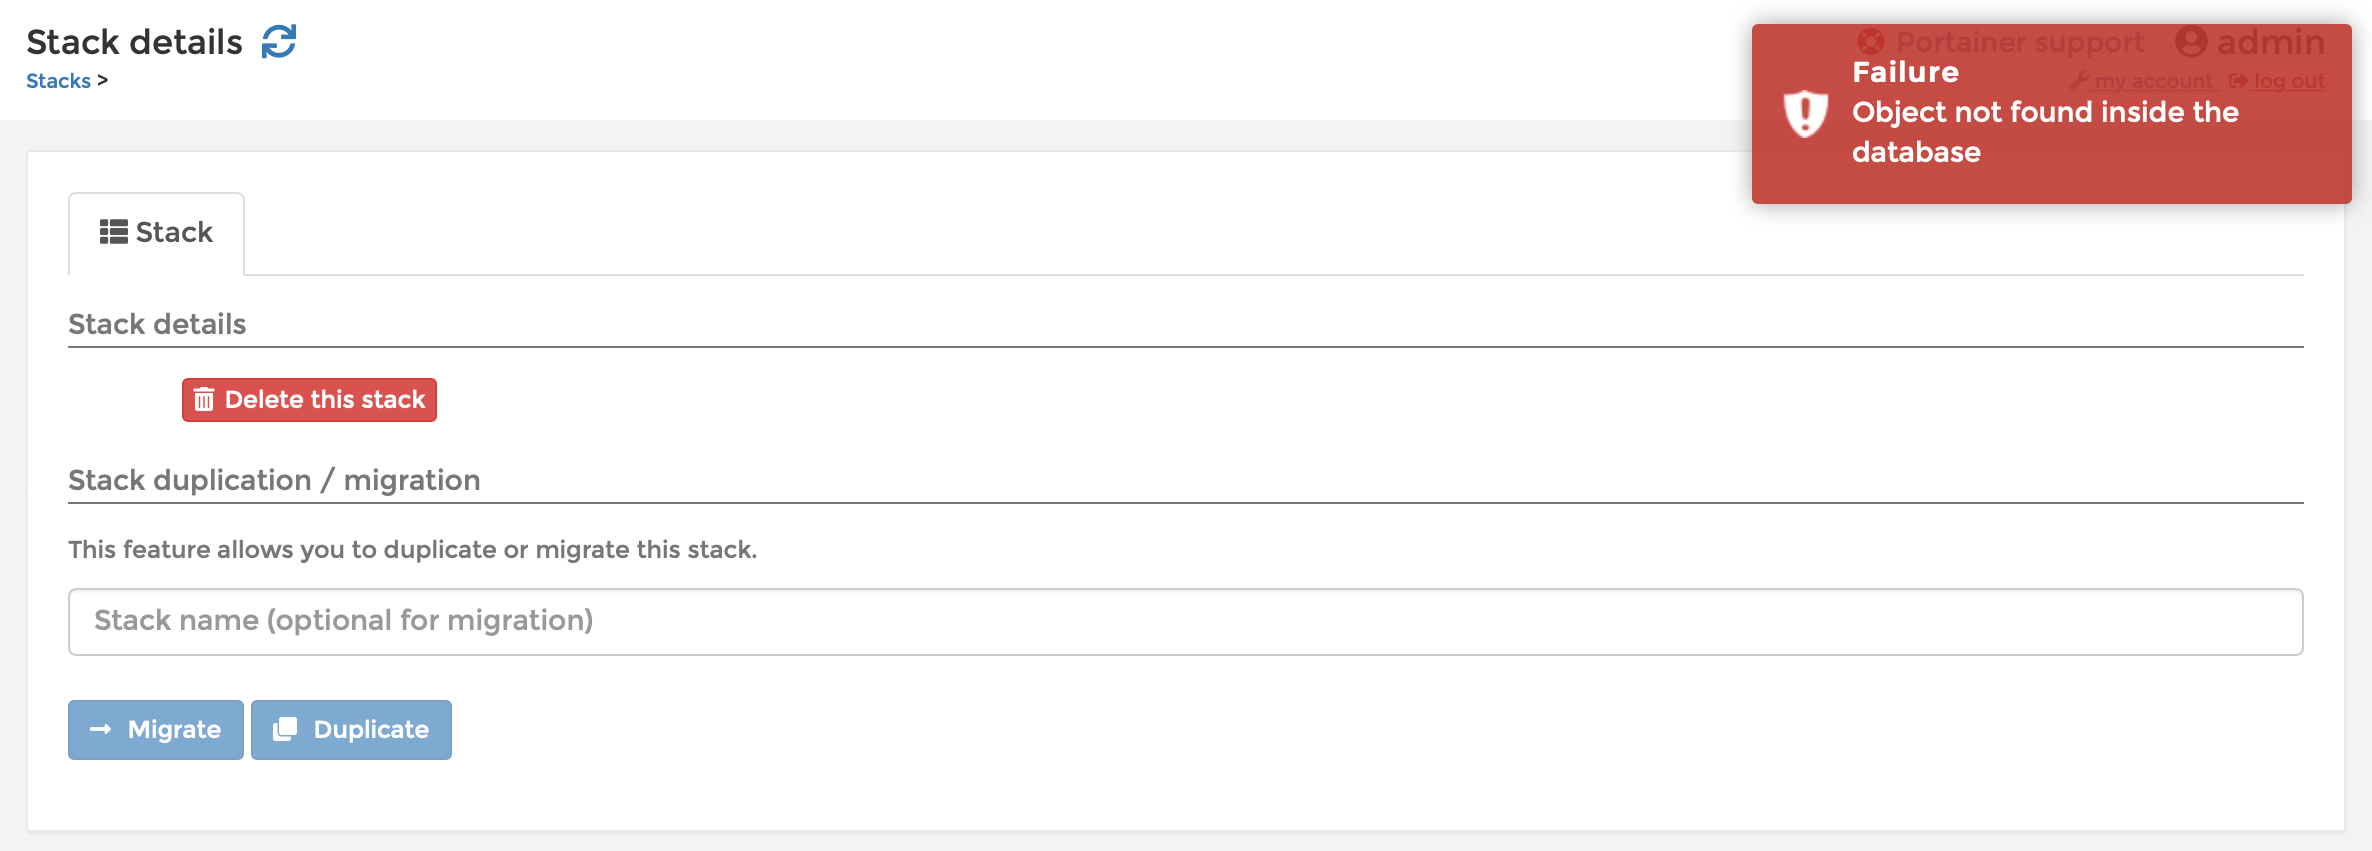 Stack details
Stacks >
Portainer support admin
my account log out
Failure
Object not found inside the
database
Stack
Stack details
Delete this stack
Stack duplication / migration
This feature allows you to duplicate or migrate this stack.
Stack name (optional for migration)
Migrate Duplicate